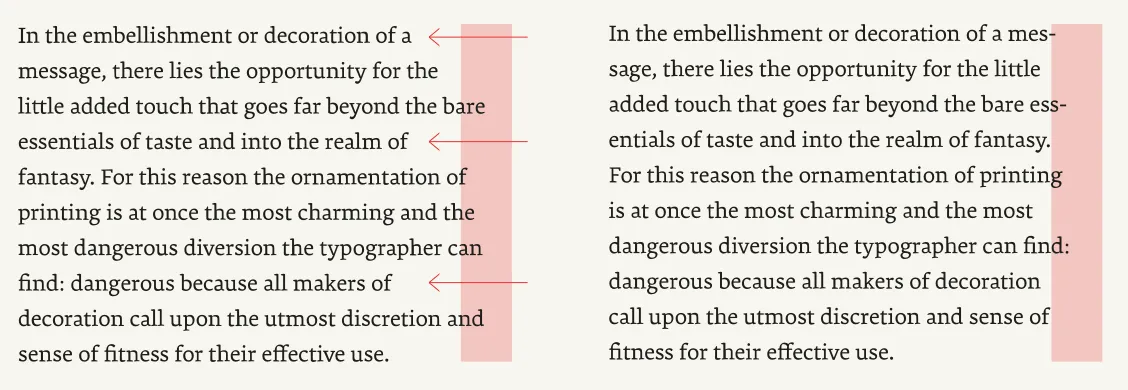 In the embellishment or decoration of a
message, there lies the opportunity for the
little added touch that goes far beyond the bare
essentials of taste and into the realm of
fantasy. For this reason the ornamentation of
printing is at once the most charming and the
most dangerous diversion the typographer can
find: dangerous because all makers of
decoration call upon the utmost discretion and
sense of fitness for their effective use.
In the embellishment or decoration of a mes-
sage, there lies the opportunity for the little
added touch that goes far beyond the bare ess-
entials of taste and into the realm of fantasy.
For this reason the ornamentation of printing
is at once the most charming and the most
dangerous diversion the typographer can find:
dangerous because all makers of decoration
call upon the utmost discretion and sense of
fitness for their effective use.